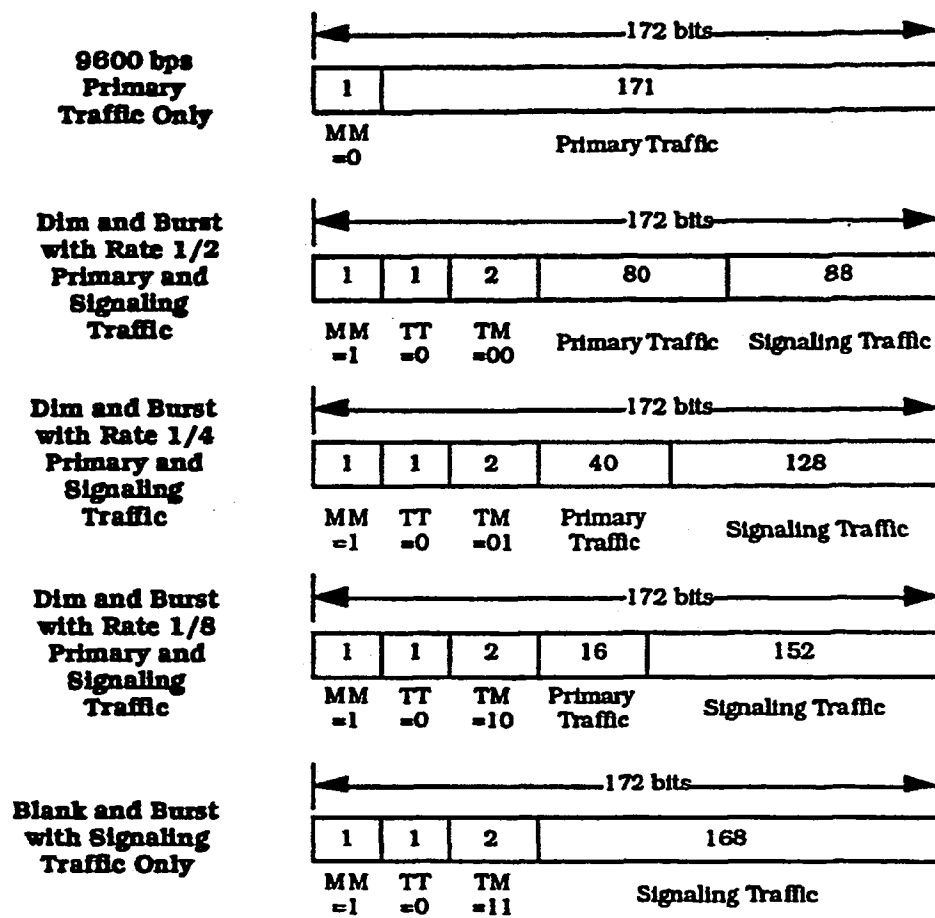 172 bits
9600 bps
Primary
Traffic Only
1 171
MM
=0
Primary Traffic
172 bits
Dim and Burst
with Rate 1/2
Primary and
Signaling
Traffic
1 1 2 80 88
MM TT TM
=1 =0 =00
Primary Traffic Signaling Traffic
172 bits
Dim and Burst
with Rate 1/4
Primary and
Signaling
Traffic
1 1 2 40 128
MM TT TM Primary
=1 =0 =01 Traffic
Signaling Traffic
172 bits
Dim and Burst
with Rate 1/8
Primary and
Signaling
Traffic
1 1 2 16 152
MM TT TM Primary
=1 =0 =10 Traffic
Signaling Traffic
172 bits
Blank and Burst
with Signaling
Traffic Only
1 1 2 168
MM TT TM
=1 =0 =11
Signaling Traffic